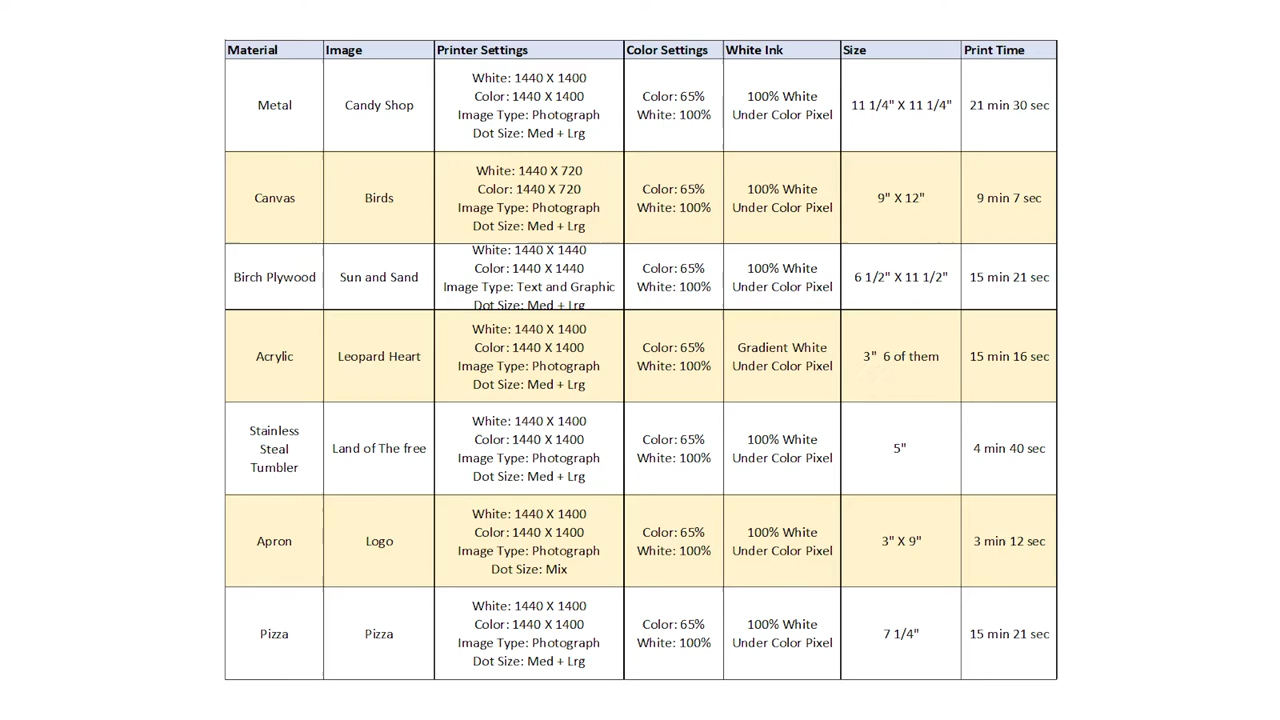 Material Image Printer Settings Color Settings White Ink Size Print Time
Metal
Candy Shop
White: 1440 X 1400
Color: 1440 X 1400
Image Type: Photograph
Dot Size: Med + Lrg
Color: 65%
White: 100%
100% White
Under Color Pixel
11 1/4" X 11 1/4"
21 min 30 sec
Canvas
Birds
White: 1440 X 720
Color: 1440 X 720
Image Type: Photograph
Dot Size: Med + Lrg
Color: 65%
White: 100%
100% White
Under Color Pixel
9" X 12"
9 min 7 sec
Birch Plywood
Sun and Sand
White: 1440 X 1440
Color: 1440 X 1440
Image Type: Text and Graphic
Dot Size: Med + Lrg
Color: 65%
White: 100%
100% White
Under Color Pixel
6 1/2" X 11 1/2"
15 min 21 sec
Acrylic
Leopard Heart
White: 1440 X 1400
Color: 1440 X 1400
Image Type: Photograph
Dot Size: Med + Lrg
Color: 65%
White: 100%
Gradient White
Under Color Pixel
3" 6 of them
15 min 16 sec
Stainless
Steal
Tumbler
Land of The free
White: 1440 X 1400
Color: 1440 X 1400
Image Type: Photograph
Dot Size: Med + Lrg
Color: 65%
White: 100%
100% White
Under Color Pixel
5"
4 min 40 sec
Apron
Logo
White: 1440 X 1400
Color: 1440 X 1400
Image Type: Photograph
Dot Size: Mix
Color: 65%
White: 100%
100% White
Under Color Pixel
3" X 9"
3 min 12 sec
Pizza
Pizza
White: 1440 X 1400
Color: 1440 X 1400
Image Type: Photograph
Dot Size: Med + Lrg
Color: 65%
White: 100%
100% White
Under Color Pixel
7 1/4"
15 min 21 sec